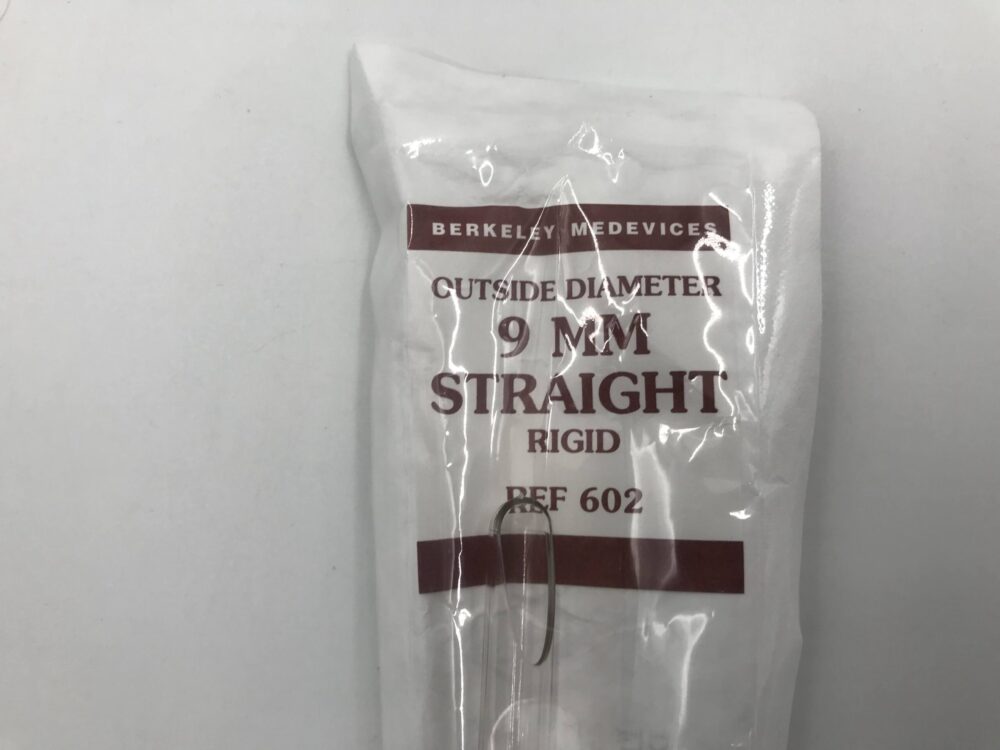 BERKELEY MEDEVICES
OUTSIDE DIAMETER
9 MM
STRAIGHT
RIGID
REF 602